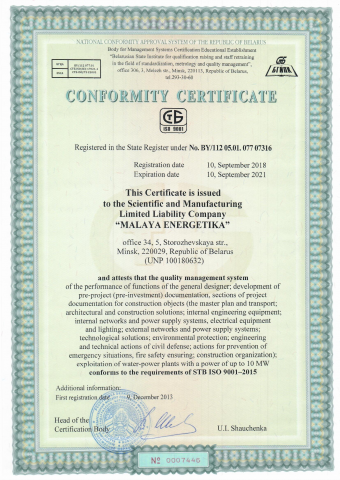 NATIONAL CONFORMITY APPROVAL SYSTEM OF THE REPUBLIC OF BELARUS
Body for Management Systems Certification Educational Establishment
"Belarusian State Institute for qualification raising and staff retraining
in the field of standardization, metrology and quality management",
office 306, 3, Melezh str., Minsk, 220113, Republic of Belarus
tel.293-30-60
CONFORMITY CERTIFICATE
СТБ
ISO 9001
Registered in the State Register under No. BY/112 05.01. 077 07316
Registration date 10, September 2018
Expiration date 10, September 2021
This Certificate is issued
to the Scientific and Manufacturing
Limited Liability Company
"MALAYA ENERGETIKA"
office 34, 5, Storozhevskaya str.,
Minsk, 220029, Republic of Belarus
(UNP 100180632)
and attests that the quality management system
of the performance of functions of the general designer; development of
pre-project (pre-investment) documentation, sections of project
documentation for construction objects (the master plan and transport;
architectural and construction solutions; internal engineering equipment;
internal networks and power supply systems, electrical equipment
and lighting; external networks and power supply systems;
technological solutions; environmental protection; engineering
and technical actions of civil defense; actions for prevention of
emergency situations, fire safety ensuring; construction organization);
exploitation of water-power plants with a power of up to 10 MW
conforms to the requirements of STB ISO 9001–2015
Additional information:
First registration date 9, December 2013
Head of the
Certification Body
U.I. Shauchenka
№ 0007446